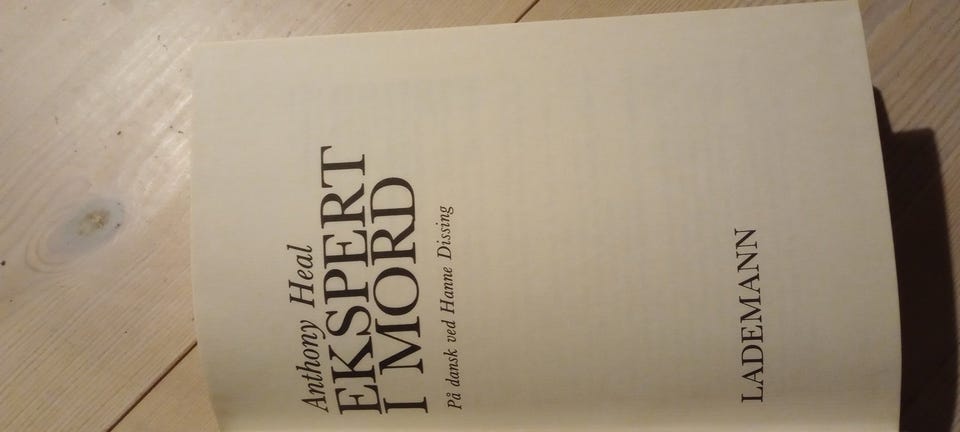 Anthony Heal
EKSPERT
I MORD
På dansk ved Hanne Dissing
LADEMANN